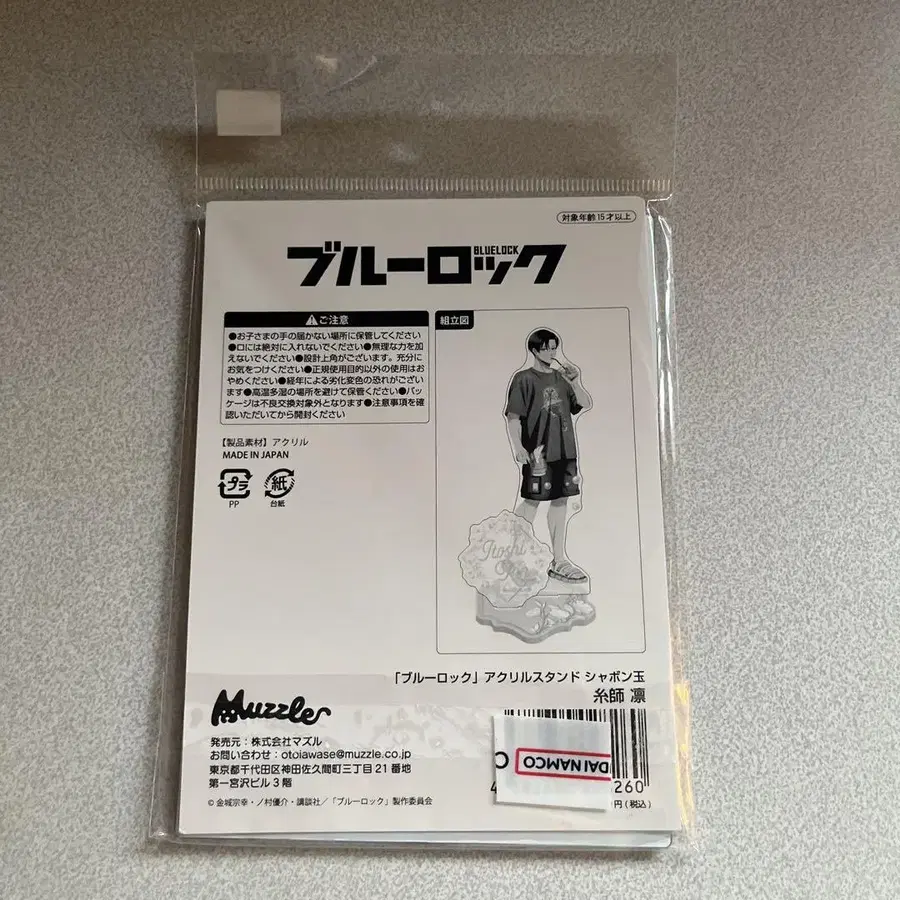 対象年齢15才以上
ブルーロック
BLUELOCK
⚠ご注意
●お子さまの手の届かない場所に保管してください
●口には絶対に入れないでください●無理な力を加
えないでください●設計上角がございます。充分に
お気をつけください●正規使用目的以外の使用はお
やめください●経年による劣化変色の恐れがござい
ます●高温多湿の場所を避けて保管ください●パッ
ケージは不良交換対象外となります●注意事項を確
認いただいてから開封ください
【製品素材】アクリル
MADE IN JAPAN
プラ
PP
紙
台紙
組立図
Itoshi
「ブルーロック」アクリルスタンド シャボン玉
糸師 凛
Muzzle
発売元：株式会社マズル
お問い合わせ：otoiawase@muzzle.co.jp
東京都千代田区神田佐久間町三丁目21番地
第一宮沢ビル3階
© 金城宗幸・ノ村優介・講談社／「ブルーロック」製作委員会
DAI NAMCO
4
260
円(税込)